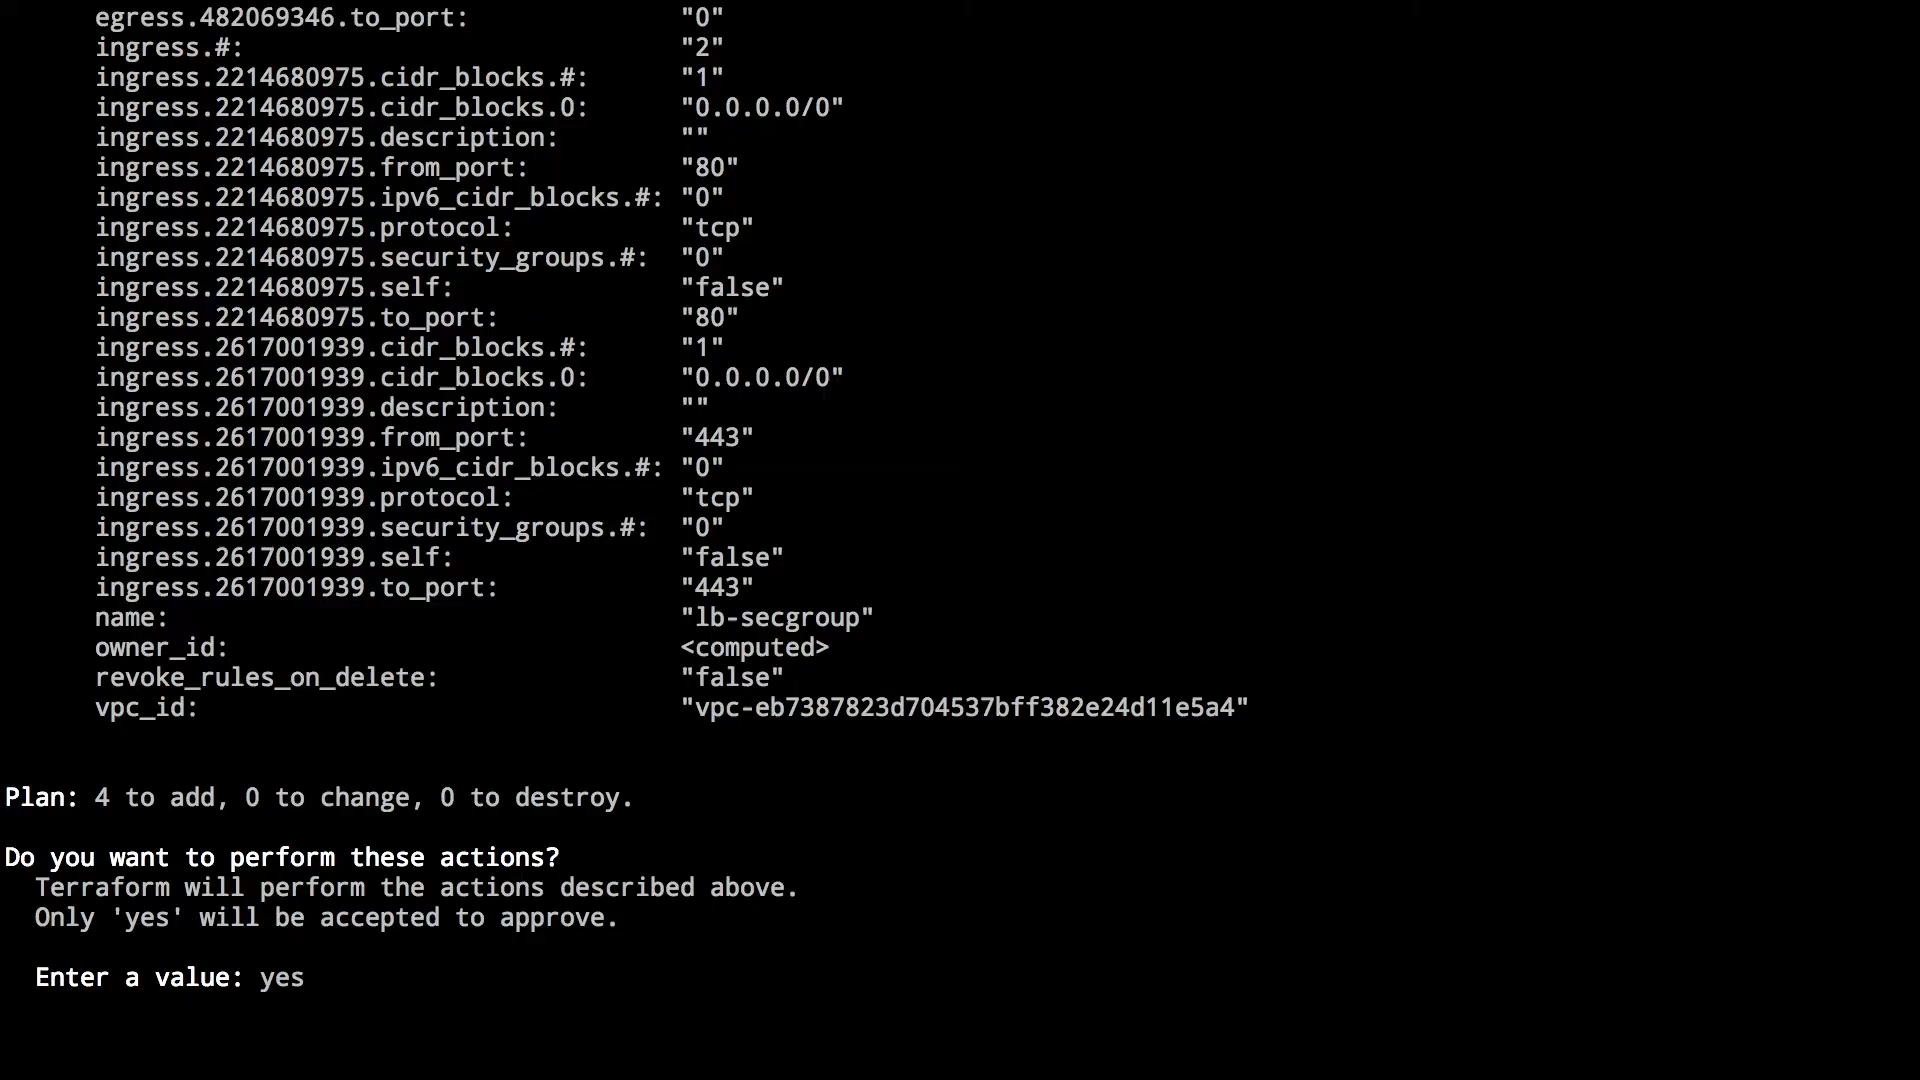 egress.482069346.to_port: "0"
ingress.#: "2"
ingress.2214680975.cidr_blocks.#: "1"
ingress.2214680975.cidr_blocks.0: "0.0.0.0/0"
ingress.2214680975.description: ""
ingress.2214680975.from_port: "80"
ingress.2214680975.ipv6_cidr_blocks.#: "0"
ingress.2214680975.protocol: "tcp"
ingress.2214680975.security_groups.#: "0"
ingress.2214680975.self: "false"
ingress.2214680975.to_port: "80"
ingress.2617001939.cidr_blocks.#: "1"
ingress.2617001939.cidr_blocks.0: "0.0.0.0/0"
ingress.2617001939.description: ""
ingress.2617001939.from_port: "443"
ingress.2617001939.ipv6_cidr_blocks.#: "0"
ingress.2617001939.protocol: "tcp"
ingress.2617001939.security_groups.#: "0"
ingress.2617001939.self: "false"
ingress.2617001939.to_port: "443"
name: "lb-secgroup"
owner_id: <computed>
revoke_rules_on_delete: "false"
vpc_id: "vpc-eb7387823d704537bff382e24d11e5a4"
Plan: 4 to add, 0 to change, 0 to destroy.
Do you want to perform these actions?
Terraform will perform the actions described above.
Only 'yes' will be accepted to approve.
Enter a value: yes